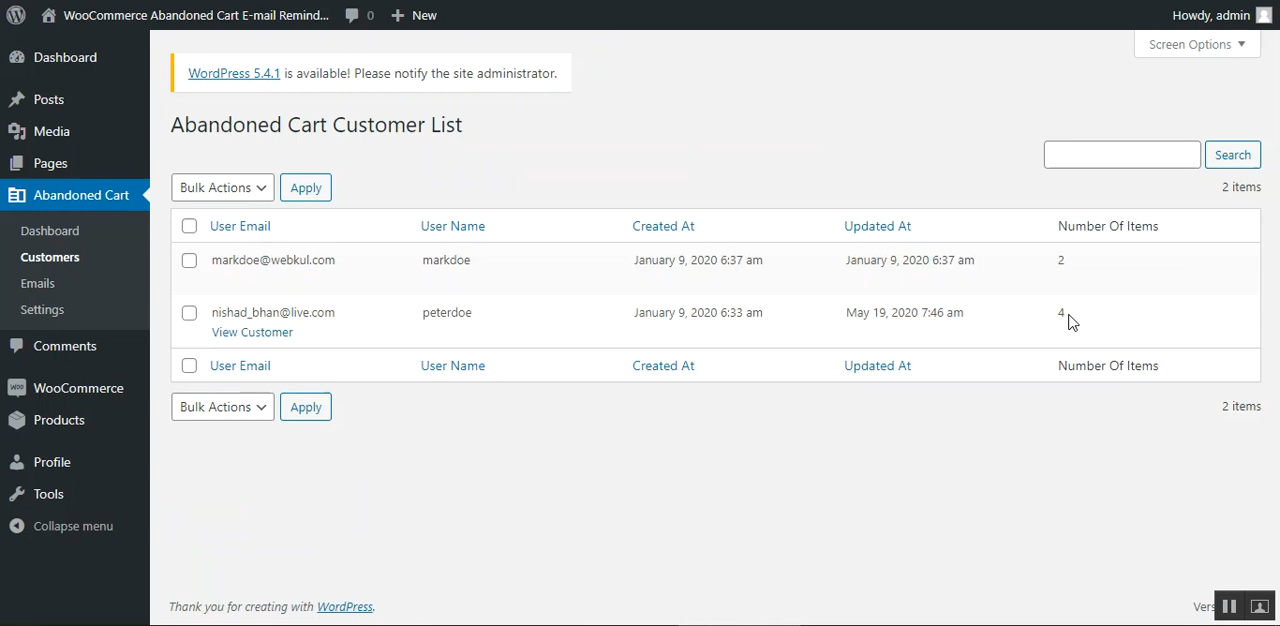 WooCommerce Abandoned Cart E-mail Remind... 0 New Howdy, admin
Screen Options
Dashboard
Posts
Media
Pages
Abandoned Cart
Dashboard
Customers
Emails
Settings
Comments
WooCommerce
Products
Profile
Tools
Collapse menu
WordPress 5.4.1 is available! Please notify the site administrator.
Abandoned Cart Customer List
Search
Bulk Actions Apply 2 items
User Email User Name Created At Updated At Number Of Items
markdoe@webkul.com markdoe January 9, 2020 6:37 am January 9, 2020 6:37 am 2
nishad_bhan@live.com peterdoe January 9, 2020 6:33 am May 19, 2020 7:46 am 4
View Customer
User Email User Name Created At Updated At Number Of Items
Bulk Actions Apply 2 items
Thank you for creating with WordPress.